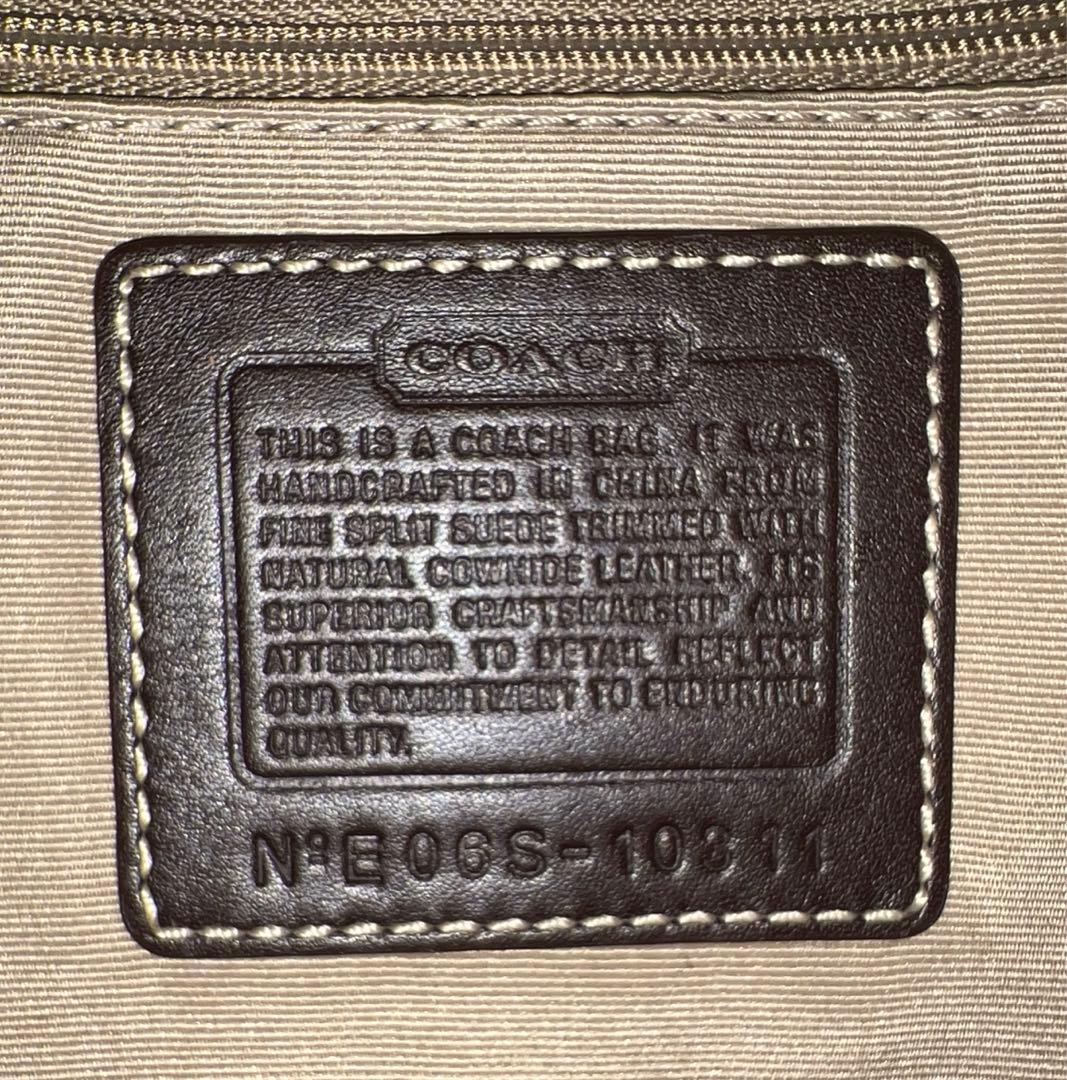 COACH
THIS IS A COACH BAG. IT WAS
HANDCRAFTED IN CHINA FROM
FINE SPLIT SUEDE TRIMMED WITH
NATURAL COWHIDE LEATHER. ITS
SUPERIOR CRAFTSMANSHIP AND
ATTENTION TO DETAIL REFLECT
OUR COMMITMENT TO ENDURING
QUALITY.
Nº E06S-10311